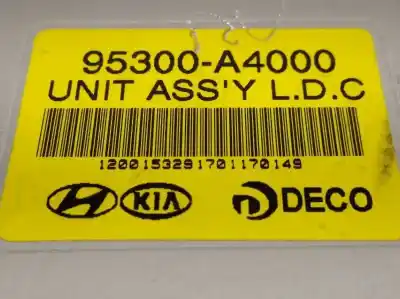 95300-A4000
UNIT ASS'Y L.D.C
1200153291701170149
KIA DECO